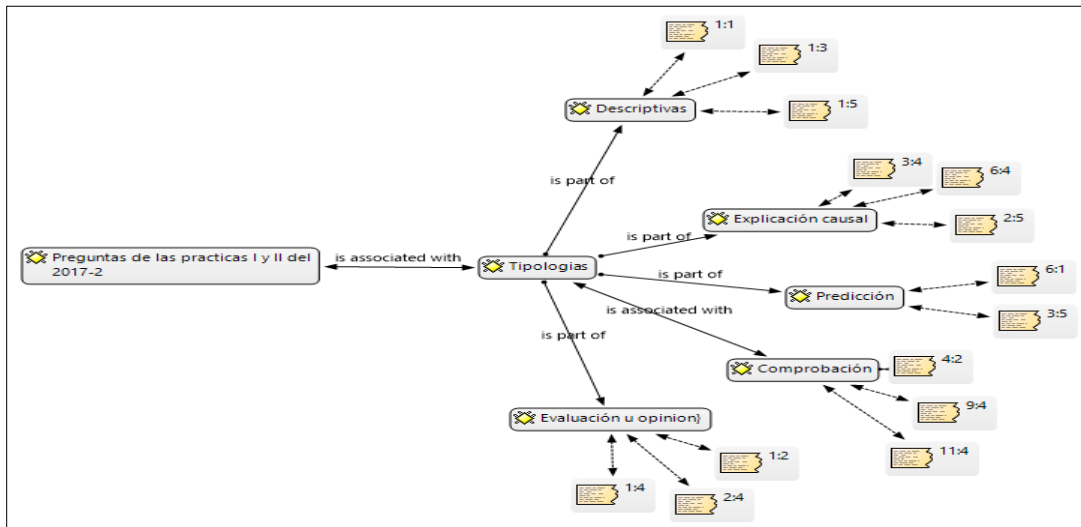 1:1
1:3
Descriptivas
1:5
is part of
3:4
6:4
Explicación causal
2:5
is part of
Preguntas de las practicas I y II del
2017-2
is associated with
Tipologias
is part of
6:1
Predicción
3:5
is associated with
is part of
4:2
Comprobación
9:4
Evaluación u opinion}
11:4
1:2
1:4
2:4